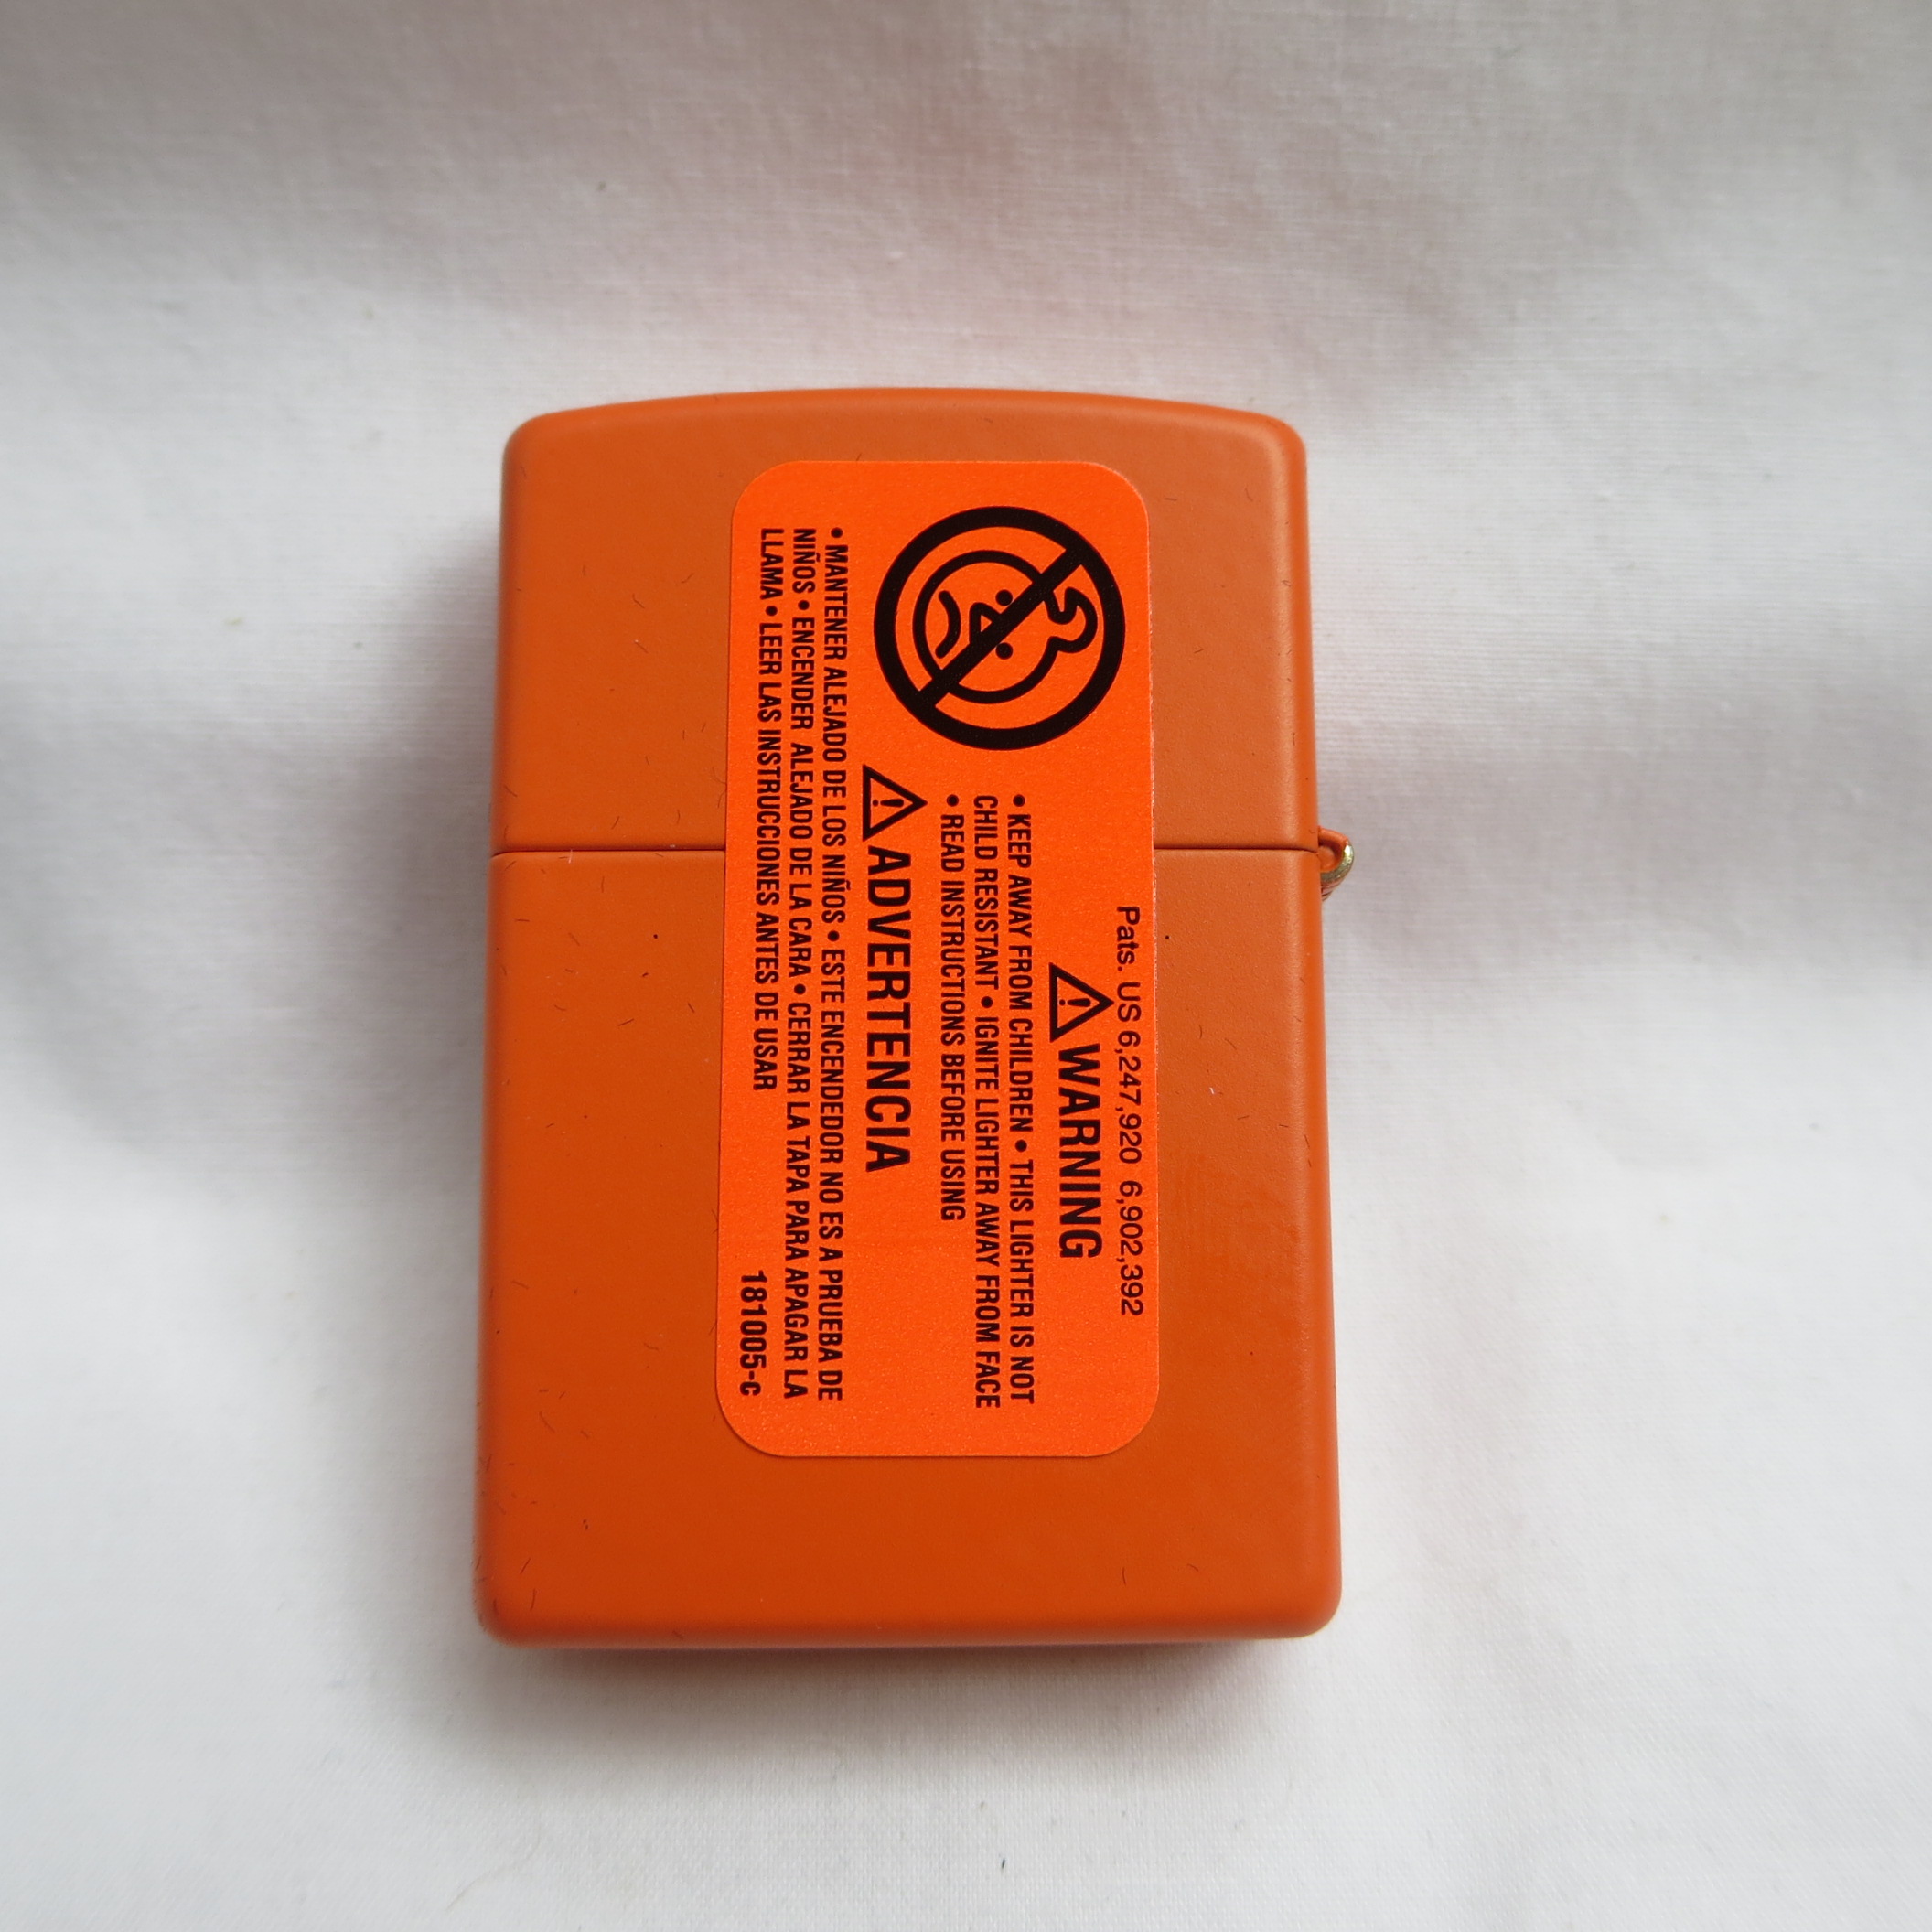 Pats. US 6,247,920 6,902,392
WARNING
• KEEP AWAY FROM CHILDREN • THIS LIGHTER IS NOT
CHILD RESISTANT • IGNITE LIGHTER AWAY FROM FACE
• READ INSTRUCTIONS BEFORE USING
ADVERTENCIA
• MANTENER ALEJADO DE LOS NIÑOS • ESTE ENCENDEDOR NO ES A PRUEBA DE
NIÑOS • ENCENDER ALEJADO DE LA CARA • CERRAR LA TAPA PARA APAGAR LA
LLAMA • LEER LAS INSTRUCCIONES ANTES DE USAR
181005-c